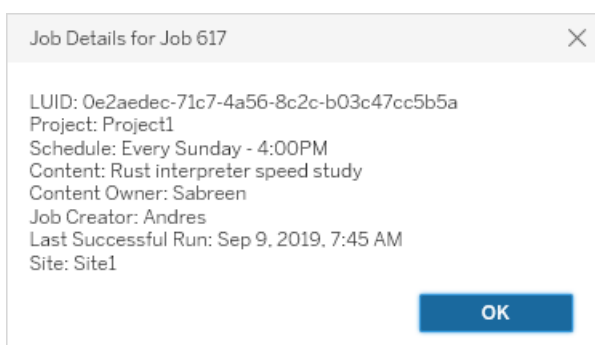 Job Details for Job 617
LUID: 0e2aedec-71c7-4a56-8c2c-b03c47cc5b5a
Project: Project1
Schedule: Every Sunday - 4:00PM
Content: Rust interpreter speed study
Content Owner: Sabreen
Job Creator: Andres
Last Successful Run: Sep 9, 2019, 7:45 AM
Site: Site1
OK